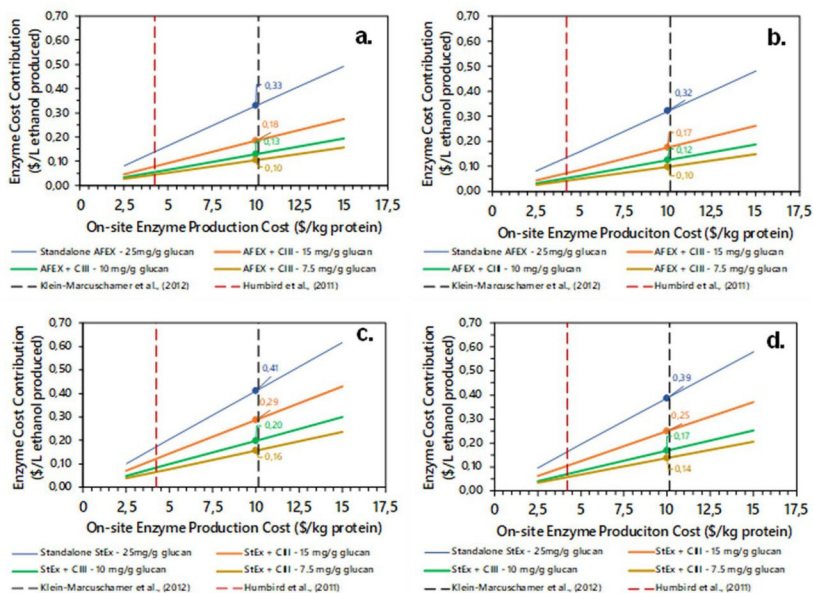 a.
Enzyme Cost Contribution
($/L ethanol produced)
0,70
0,60
0,50
0,40
0,30
0,20
0,10
0,00
0,33
0,18
0,13
0,10
0 2,5 5 7,5 10 12,5 15 17,5
On-site Enzyme Production Cost ($/kg protein)
Standalone AFEX - 25mg/g glucan
AFEX + CIII - 15 mg/g glucan
AFEX + CIII - 10 mg/g glucan
AFEX + CIII - 7.5 mg/g glucan
Klein-Marcuschamer et al., (2012)
Humbird et al., (2011)
b.
Enzyme Cost Contribution
($/L ethanol produced)
0,70
0,60
0,50
0,40
0,30
0,20
0,10
0,00
0,32
0,17
0,12
0,10
0 2,5 5 7,5 10 12,5 15 17,5
On-site Enzyme Produciton Cost ($/kg protein)
Standalone AFEX - 25mg/g glucan
AFEX + CIII - 15 mg/g glucan
AFEX + CIII - 10 mg/g glucan
AFEX + CIII - 7.5 mg/g glucan
Klein-Marcuschamer et al., (2012)
Humbird et al., (2011)
c.
Enzyme Cost Contribution
($/L ethanol produced)
0,70
0,60
0,50
0,40
0,30
0,20
0,10
0,00
0,41
0,29
0,20
0,16
0 2,5 5 7,5 10 12,5 15 17,5
On-site Enzyme Production Cost ($/kg protein)
Standalone StEx - 25mg/g glucan
StEx + CIII - 15 mg/g glucan
StEx + CIII - 10 mg/g glucan
StEx + CIII - 7.5 mg/g glucan
Klein-Marcuschamer et al., (2012)
Humbird et al., (2011)
d.
Enzyme Cost Contribution
($/L ethanol produced)
0,70
0,60
0,50
0,40
0,30
0,20
0,10
0,00
0,39
0,25
0,17
0,14
0 2,5 5 7,5 10 12,5 15 17,5
On-site Enzyme Produciton Cost ($/kg protein)
Standalone StEx - 25mg/g glucan
StEx + CIII - 15 mg/g glucan
StEx + CIII - 10 mg/g glucan
StEx + CIII - 7.5 mg/g glucan
Klein-Marcuschamer et al., (2012)
Humbird et al., (2011)